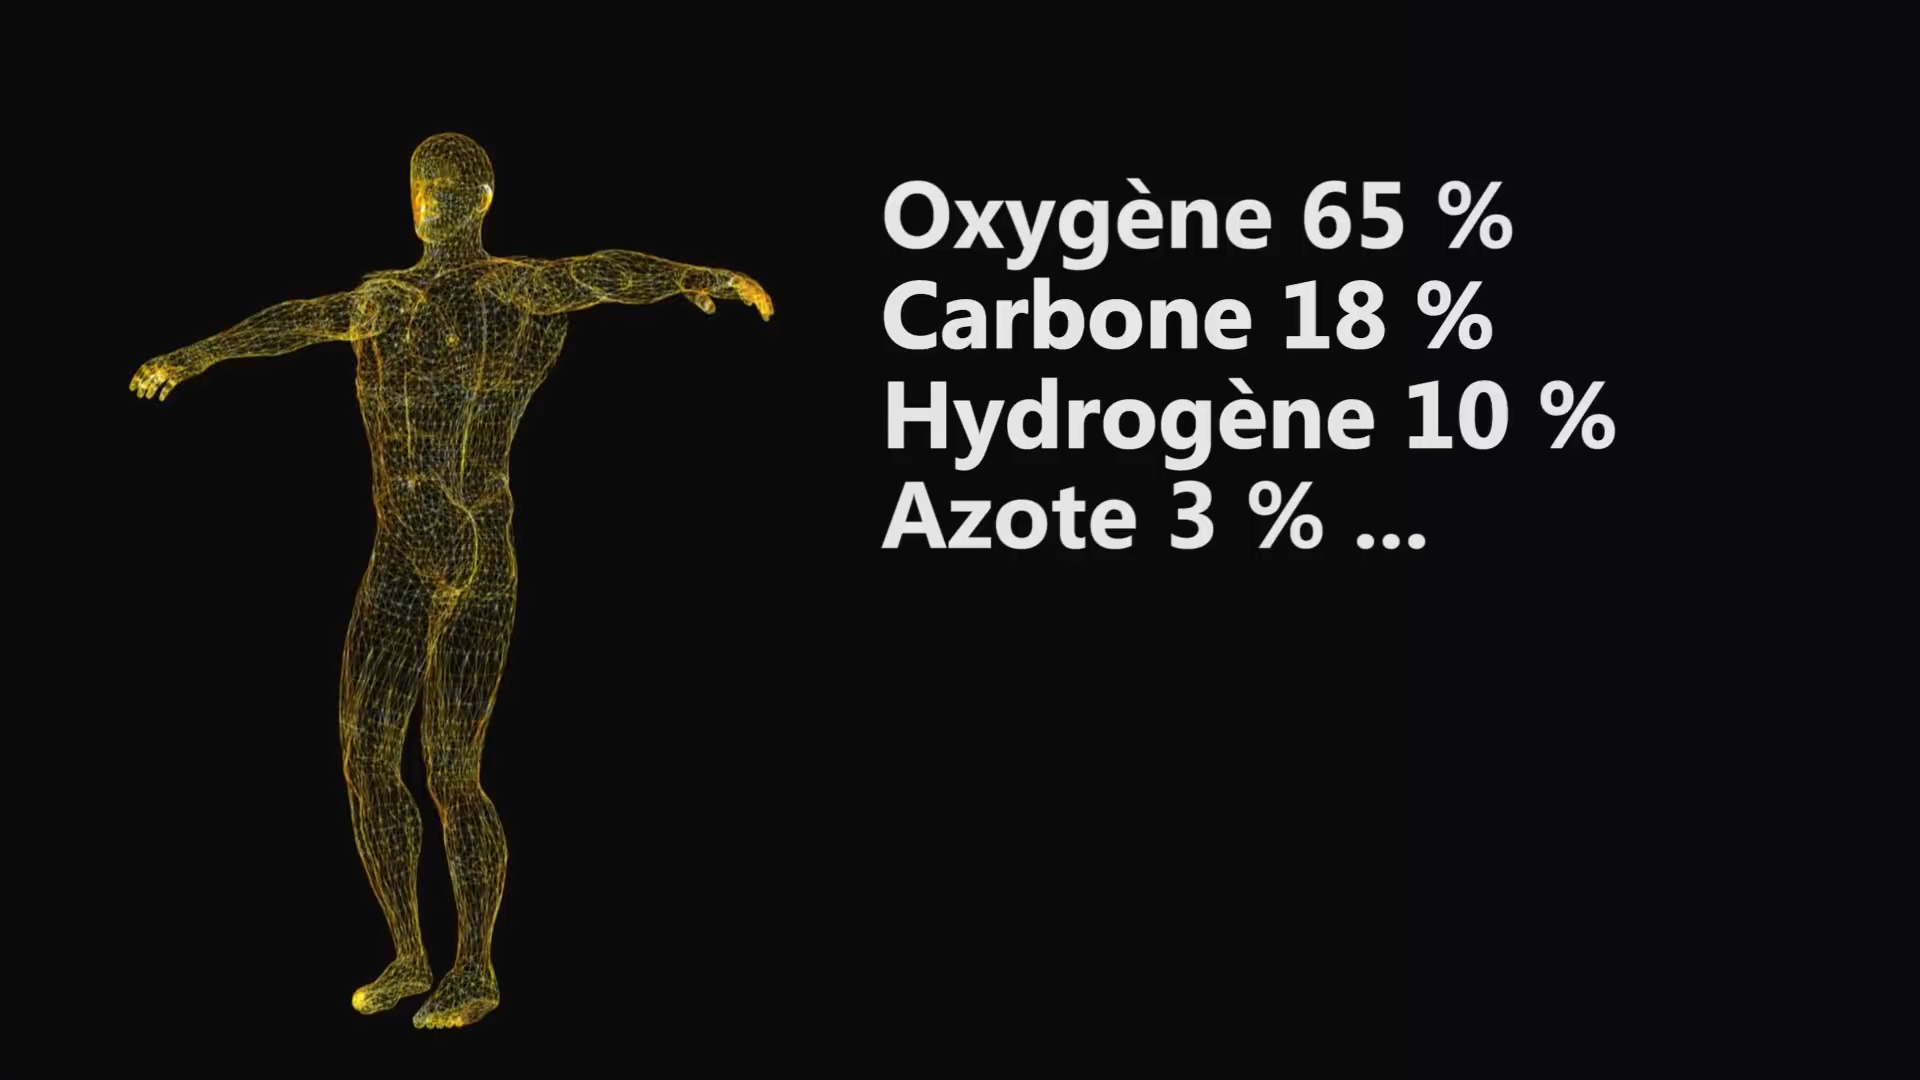 Oxygène 65 %
Carbone 18 %
Hydrogène 10 %
Azote 3 % ...